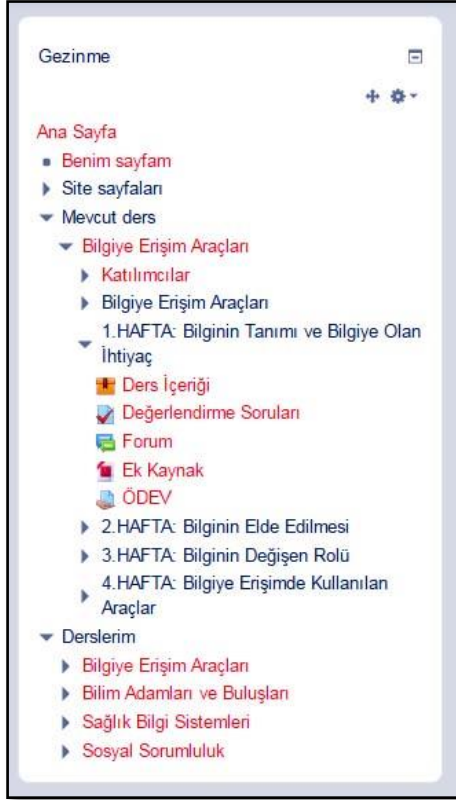 Gezinme
Ana Sayfa
Benim sayfam
Site sayfaları
Mevcut ders
Bilgiye Erişim Araçları
Katılımcılar
Bilgiye Erişim Araçları
1.HAFTA: Bilginin Tanımı ve Bilgiye Olan
İhtiyaç
Ders İçeriği
Değerlendirme Soruları
Forum
Ek Kaynak
ÖDEV
2.HAFTA: Bilginin Elde Edilmesi
3.HAFTA: Bilginin Değişen Rolü
4.HAFTA: Bilgiye Erişimde Kullanılan
Araçlar
Derslerim
Bilgiye Erişim Araçları
Bilim Adamları ve Buluşları
Sağlık Bilgi Sistemleri
Sosyal Sorumluluk